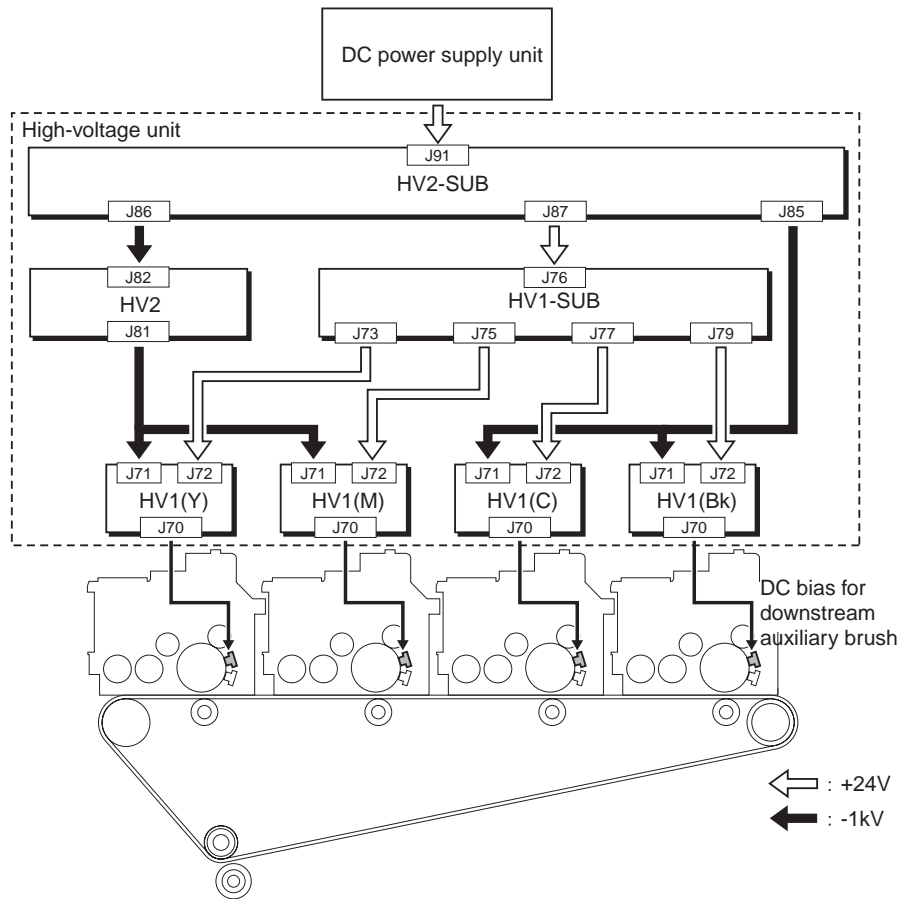 DC power supply unit
High-voltage unit
J91
HV2-SUB
J86
J87
J85
J82
HV2
J81
J76
HV1-SUB
J73
J75
J77
J79
J71
J72
HV1(Y)
J70
J71
J72
HV1(M)
J70
J71
J72
HV1(C)
J70
J71
J72
HV1(Bk)
J70
DC bias for
downstream
auxiliary brush
: +24V
: -1kV